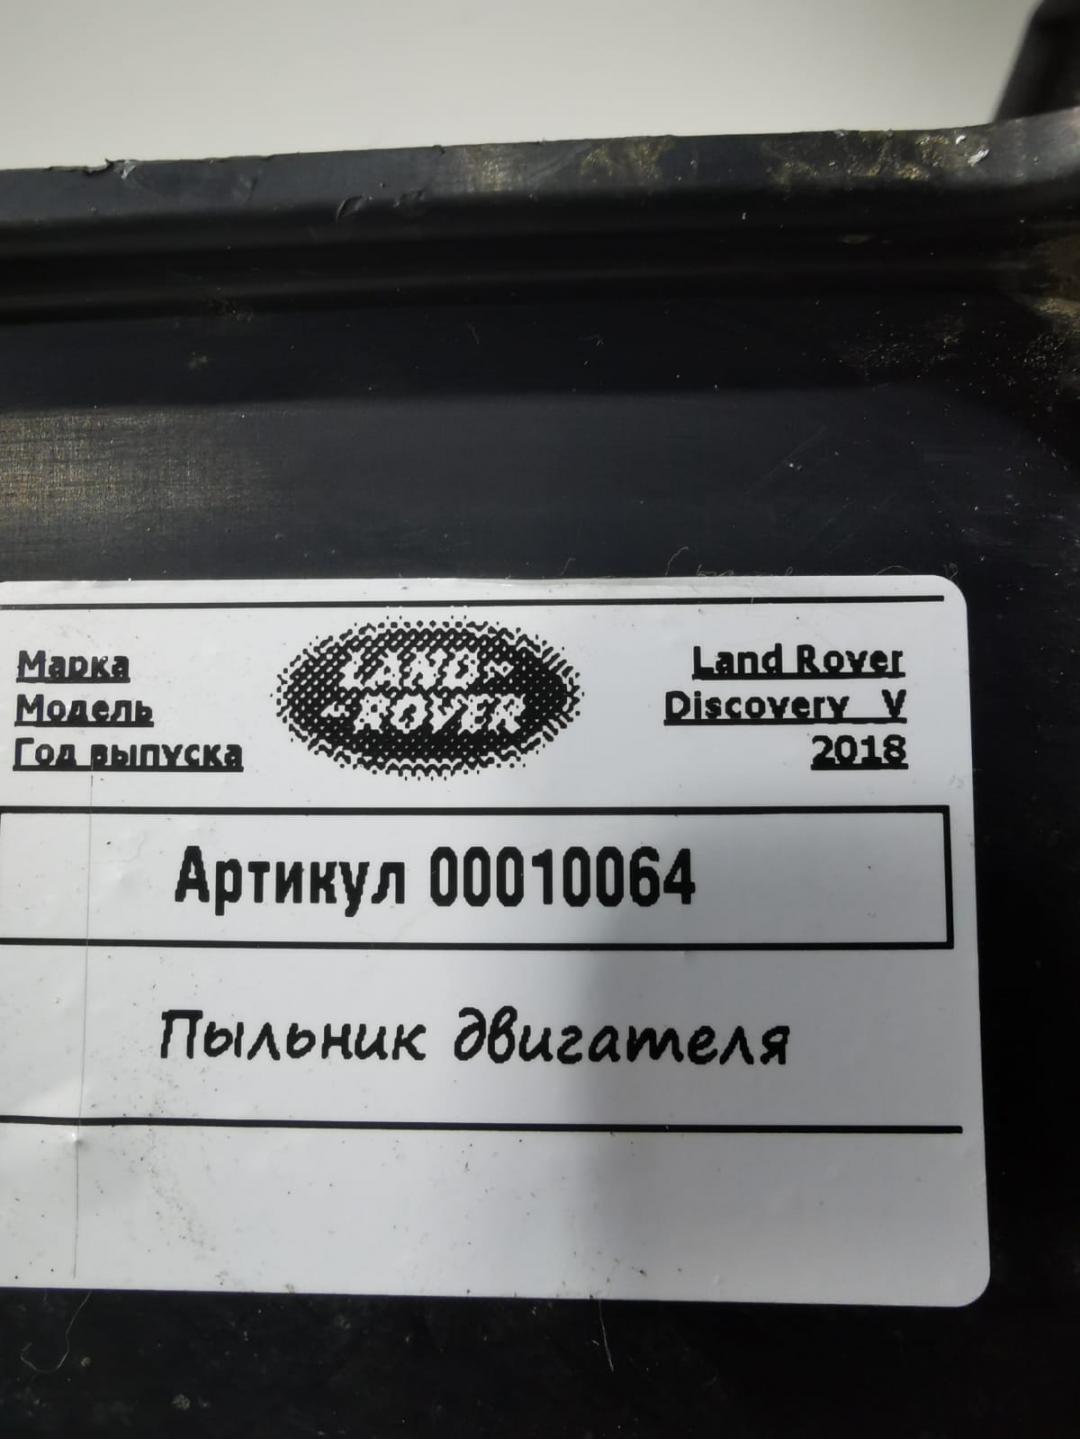 Марка
Модель
Год выпуска
LAND-
-ROVER
Land Rover
Discovery V
2018
Артикул 00010064
Пыльник двигателя